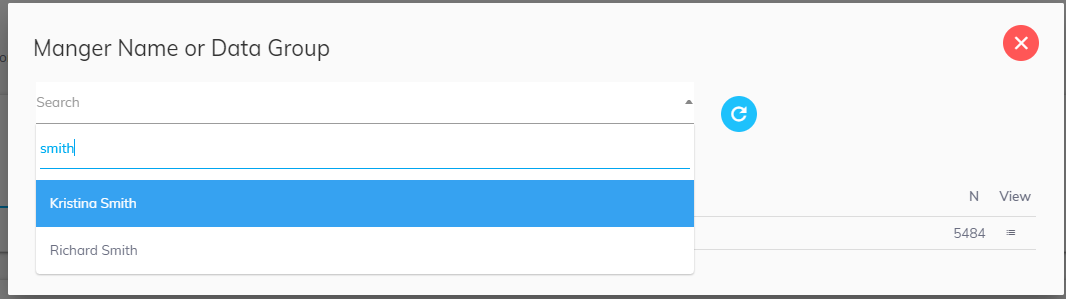 Manger Name or Data Group
Search
smith
Kristina Smith
Richard Smith
N View
5484